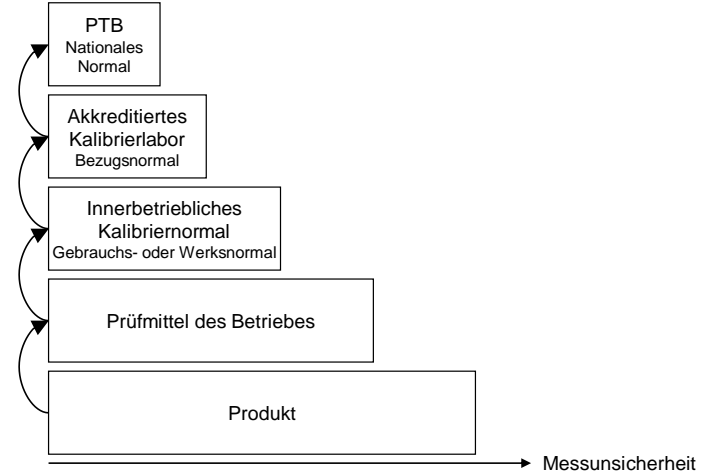 PTB
Nationales
Normal
Akkreditiertes
Kalibrierlabor
Bezugsnormal
Innerbetriebliches
Kalibriernormal
Gebrauchs- oder Werksnormal
Prüfmittel des Betriebes
Produkt
Messunsicherheit